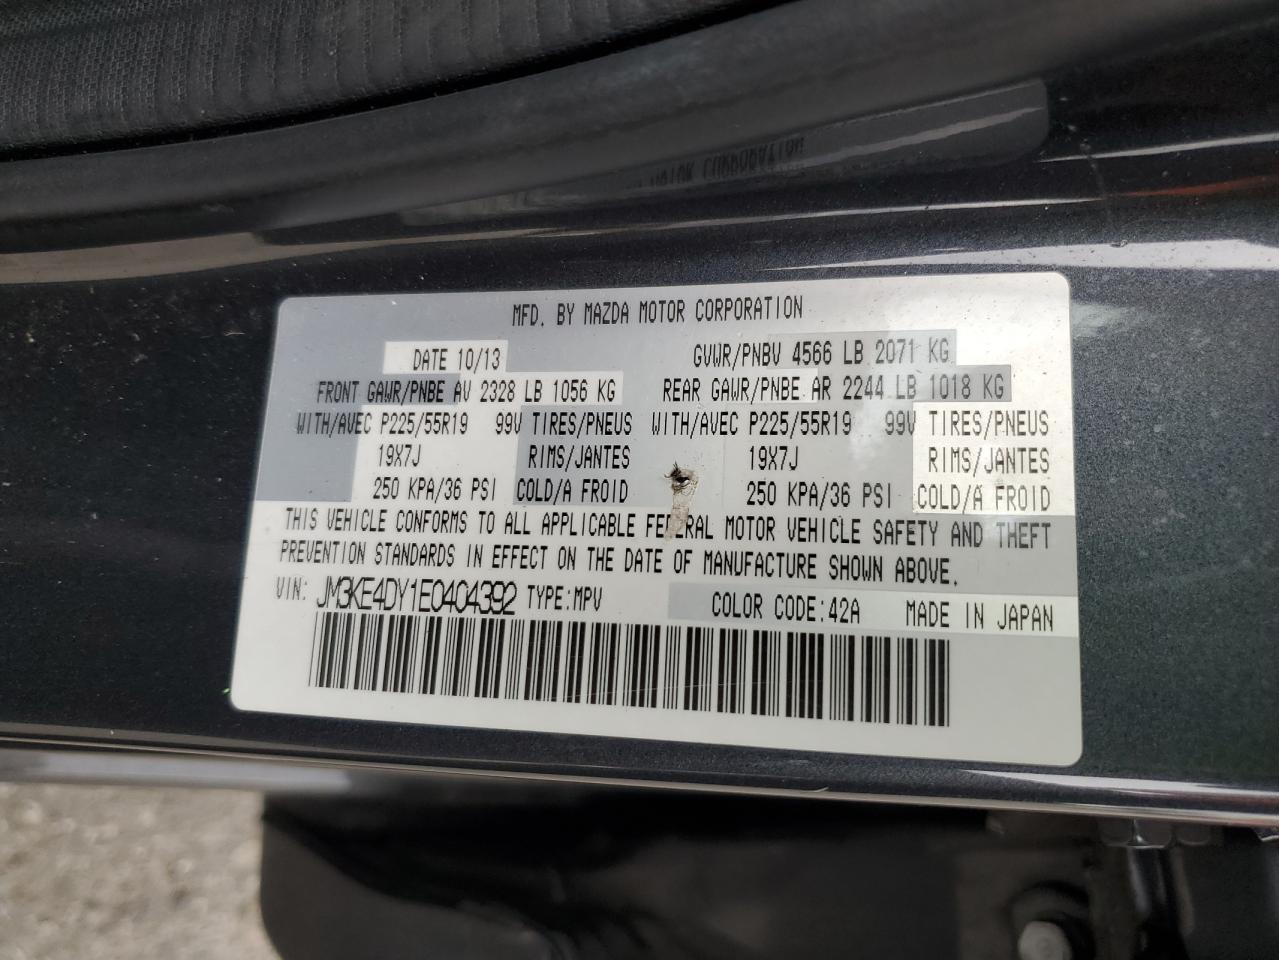 MFD. BY MAZDA MOTOR CORPORATION
DATE 10/13 GVWR/PNBV 4566 LB 2071 KG
FRONT GAWR/PNBE AV 2328 LB 1056 KG REAR GAWR/PNBE AR 2244 LB 1018 KG
WITH/AVEC P225/55R19 99V TIRES/PNEUS WITH/AVEC P225/55R19 99V TIRES/PNEUS
19X7J RIMS/JANTES 19X7J RIMS/JANTES
250 KPA/36 PSI COLD/A FROID 250 KPA/36 PSI COLD/A FROID
THIS VEHICLE CONFORMS TO ALL APPLICABLE FEDERAL MOTOR VEHICLE SAFETY AND THEFT
PREVENTION STANDARDS IN EFFECT ON THE DATE OF MANUFACTURE SHOWN ABOVE.
VIN: JM3KE4DY1E0404392 TYPE:MPV COLOR CODE:42A MADE IN JAPAN